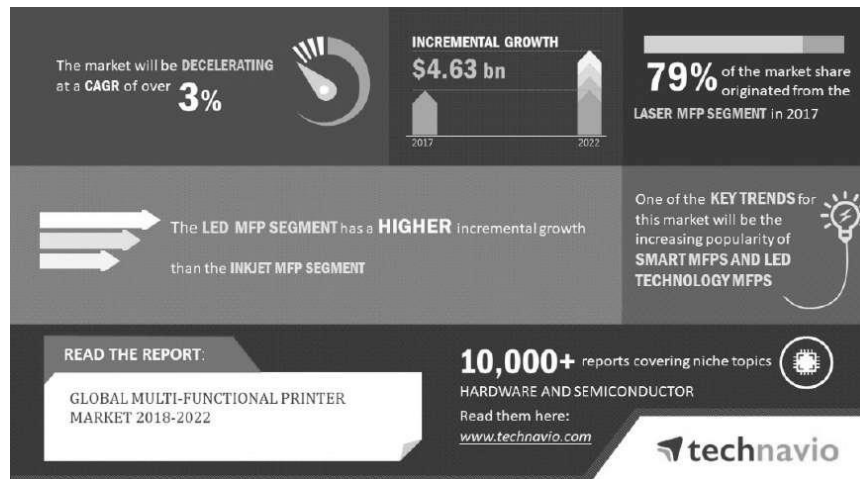 The market will be DECELERATING
at a CAGR of over 3%
INCREMENTAL GROWTH
$4.63 bn
2017 2022
79% of the market share
originated from the
LASER MFP SEGMENT in 2017
The LED MFP SEGMENT has a HIGHER incremental growth
than the INKJET MFP SEGMENT
One of the KEY TRENDS for
this market will be the
increasing popularity of
SMART MFPS AND LED
TECHNOLOGY MFPS
READ THE REPORT:
GLOBAL MULTI-FUNCTIONAL PRINTER
MARKET 2018-2022
10,000+ reports covering niche topics
HARDWARE AND SEMICONDUCTOR
Read them here:
www.technavio.com
technavio